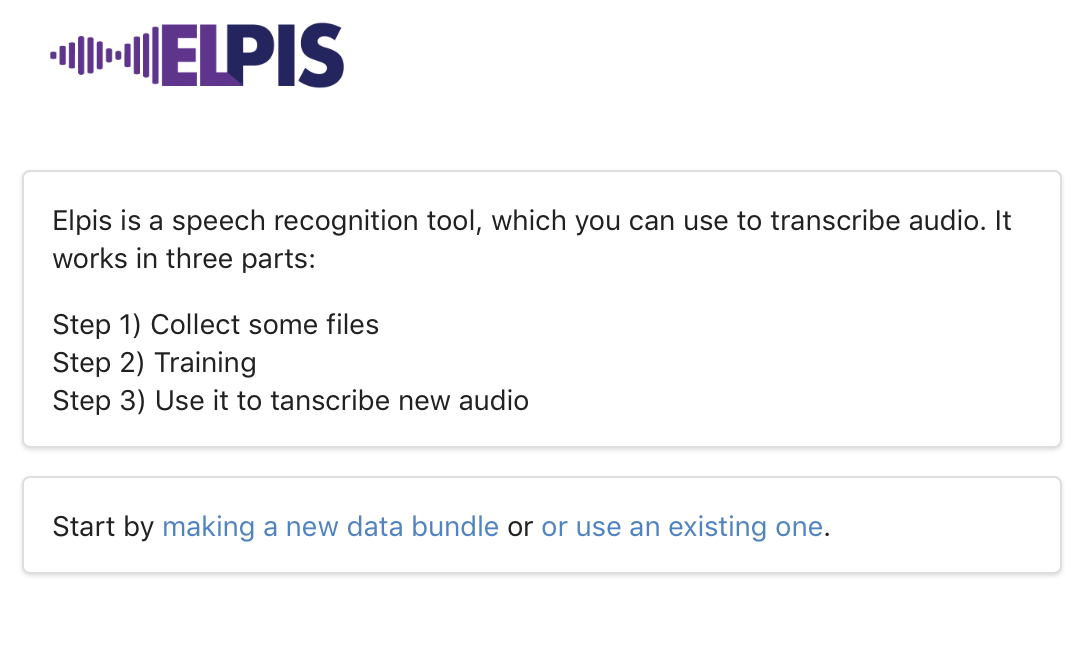 ELPIS
Elpis is a speech recognition tool, which you can use to transcribe audio. It
works in three parts:
Step 1) Collect some files
Step 2) Training
Step 3) Use it to tanscribe new audio
Start by making a new data bundle or or use an existing one.